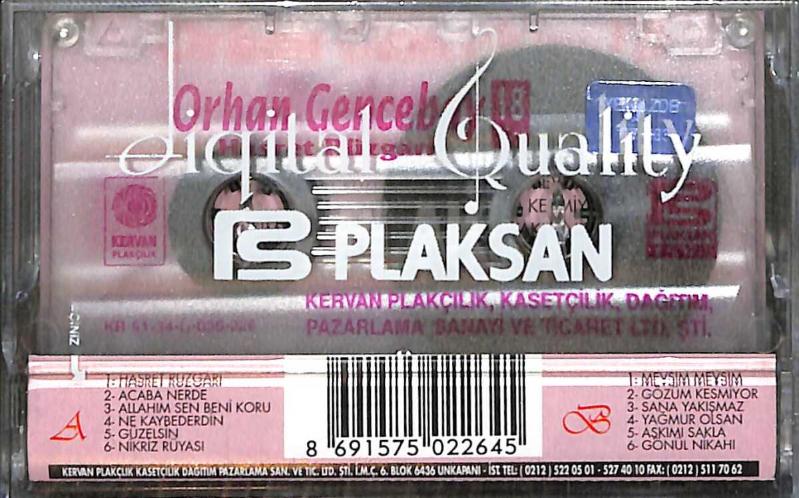 Orhan Gencebay
Digital Quality
Hasret Rüzgarı
KERVAN
PLAKÇILIK
PLAKSAN
KERVAN PLAKÇILIK, KASETÇİLİK, DAĞITIM,
PAZARLAMA SANAYİ VE TİCARET LTD. ŞTİ.
A
1- HASRET RÜZGARI
2- ACABA NERDE
3- ALLAHIM SEN BENİ KORU
4- NE KAYBEDERDİN
5- GÜZELSİN
6- NİKRİZ RÜYASI
8 691575 022645
B
1- MEVSİM MEVSİM
2- GÖZÜM KESMİYOR
3- SANA YAKIŞMAZ
4- YAĞMUR OLSAN
5- AŞKIMI SAKLA
6- GÖNÜL NİKAHI
KERVAN PLAKÇILIK KASETÇİLİK DAĞITIM PAZARLAMA SAN. VE TİC. LTD. ŞTİ. İ.M.Ç. 6. BLOK 6436 UNKAPANI - İST. TEL: ( 0212 ) 522 05 01 - 527 40 10 FAX: ( 0212 ) 511 70 62